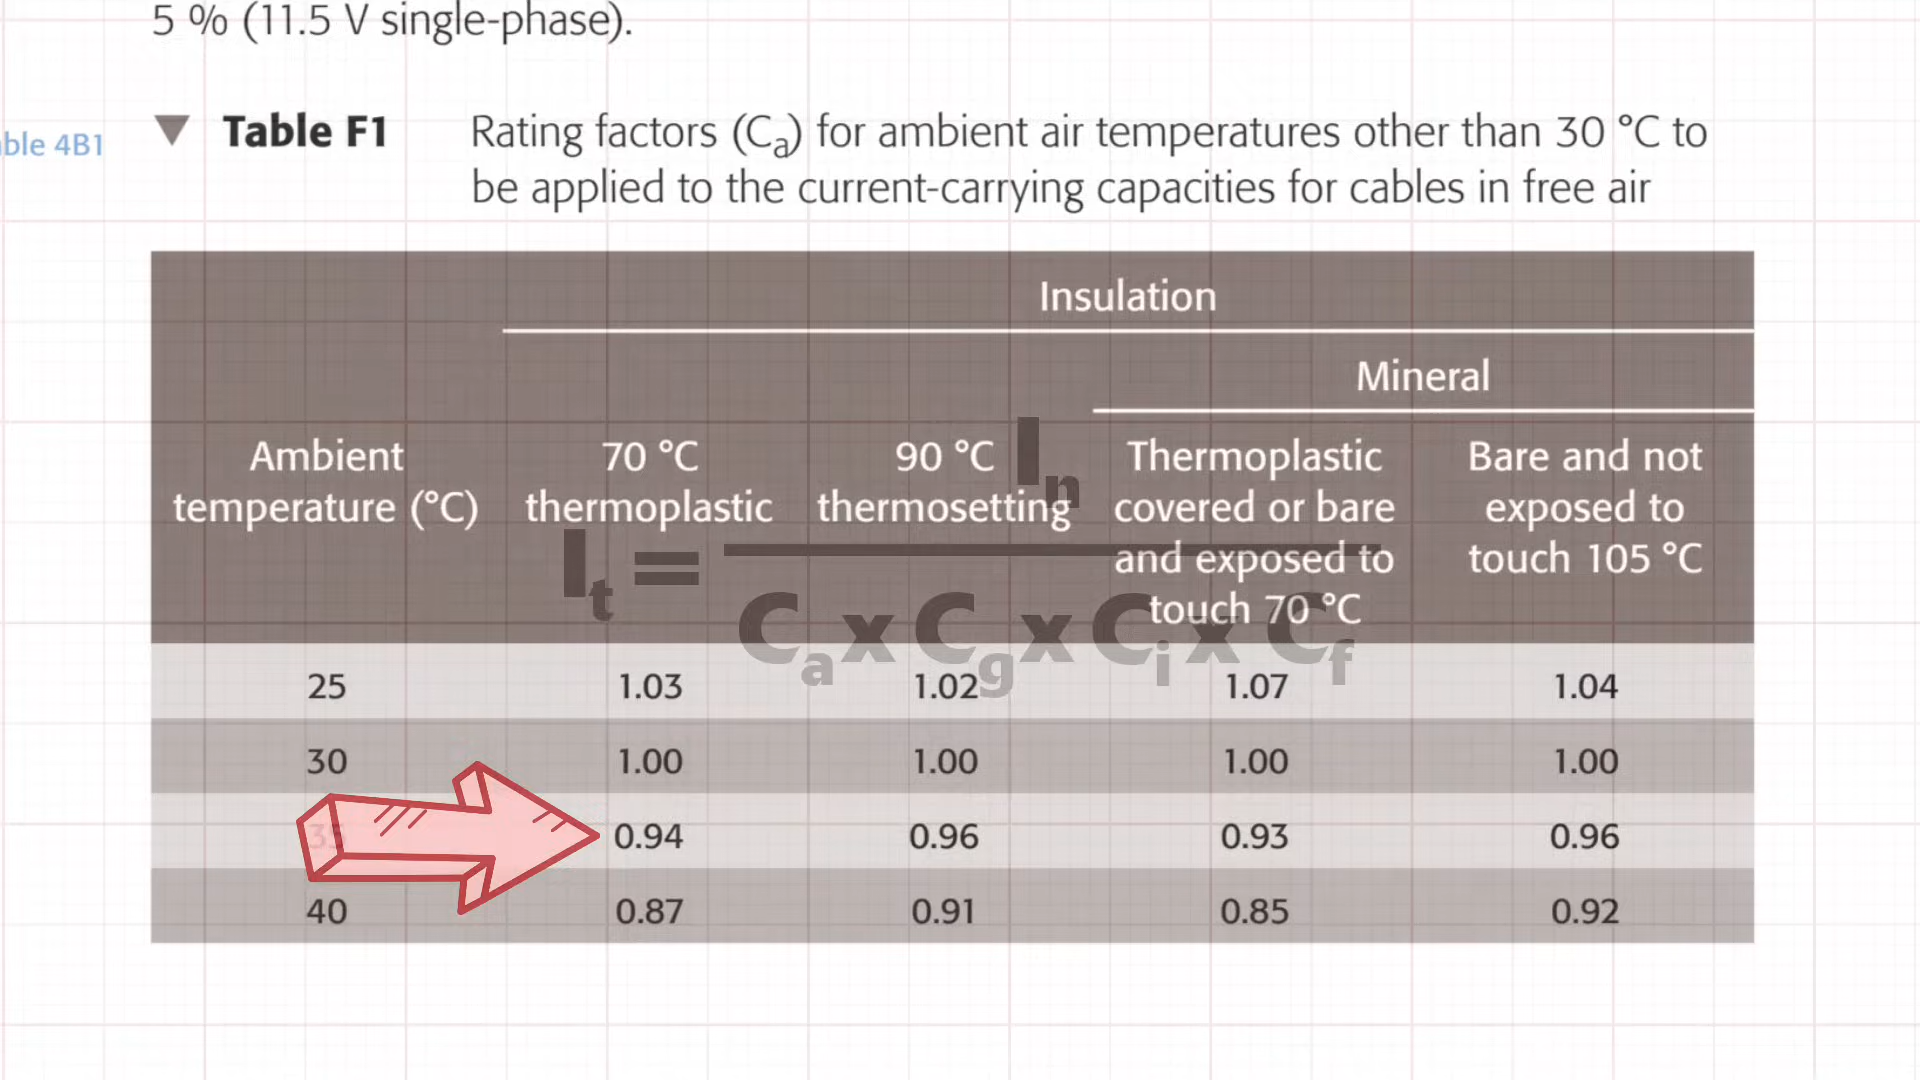 5 % (11.5 V single-phase).
ble 4B1
▼ Table F1 Rating factors (Ca) for ambient air temperatures other than 30 °C to
be applied to the current-carrying capacities for cables in free air
Insulation
Mineral
Ambient 70 °C 90 °C Thermoplastic Bare and not
temperature (°C) thermoplastic thermosetting covered or bare exposed to
and exposed to touch 105 °C
touch 70 °C
In
It =
Ca x Cg x Ci x Cf
25 1.03 1.02 1.07 1.04
30 1.00 1.00 1.00 1.00
35 0.94 0.96 0.93 0.96
40 0.87 0.91 0.85 0.92